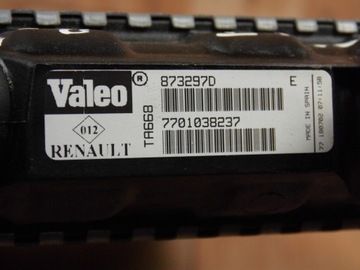 Valeo ® 873297D E
012
RENAULT
TA668
7701038237
MADE IN SPAIN